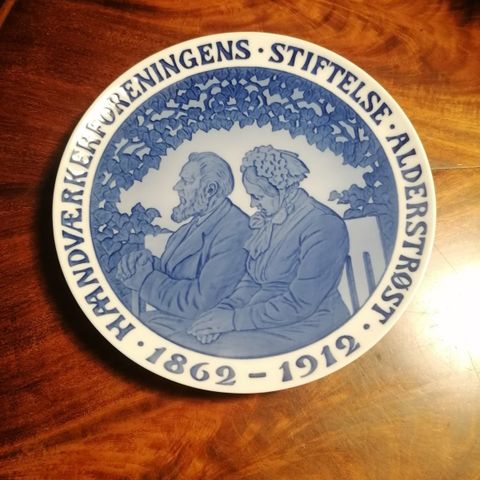 HAANDVÆRKERFORENINGENS · STIFTELSE · ALDERSTRØST ·
1862 – 1912 ·